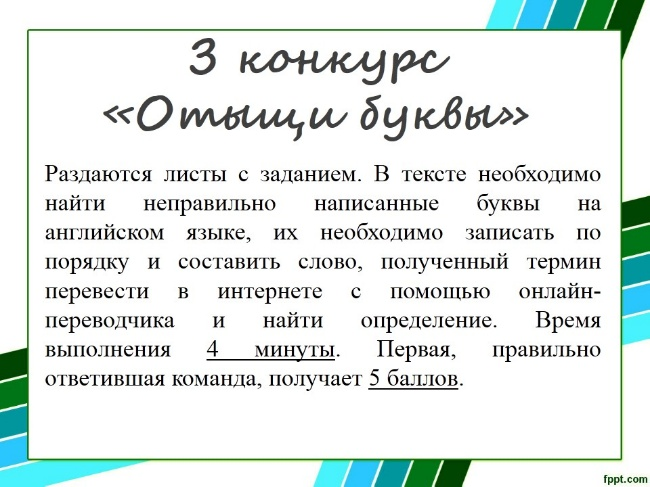 3 конкурс
«Отыщи буквы»
Раздаются листы с заданием. В тексте необходимо
найти неправильно написанные буквы на
английском языке, их необходимо записать по
порядку и составить слово, полученный термин
перевести в интернете с помощью онлайн-
переводчика и найти определение. Время
выполнения 4 минуты. Первая, правильно
ответившая команда, получает 5 баллов.
fppt.com